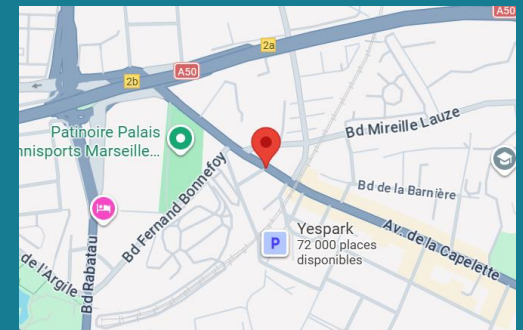 A50
2a
A50
2b
Patinoire Palais
nnisports Marseille...
Bd Mireille Lauze
Bd Fernand Bonnefoy
Bd de la Barnière
Yespark
72 000 places
disponibles
P
Av. de la Capelette
de l'Argile
Bd Rabatau
A50